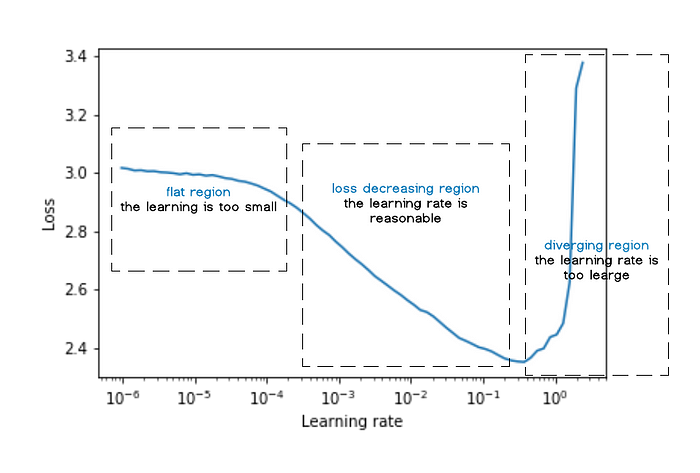 3.4
3.2
3.0
2.8
2.6
2.4
Loss
flat region
the learning is too small
loss decreasing region
the learning rate is
reasonable
diverging region
the learning rate is
too learge
10⁻⁶ 10⁻⁵ 10⁻⁴ 10⁻³ 10⁻² 10⁻¹ 10⁰
Learning rate